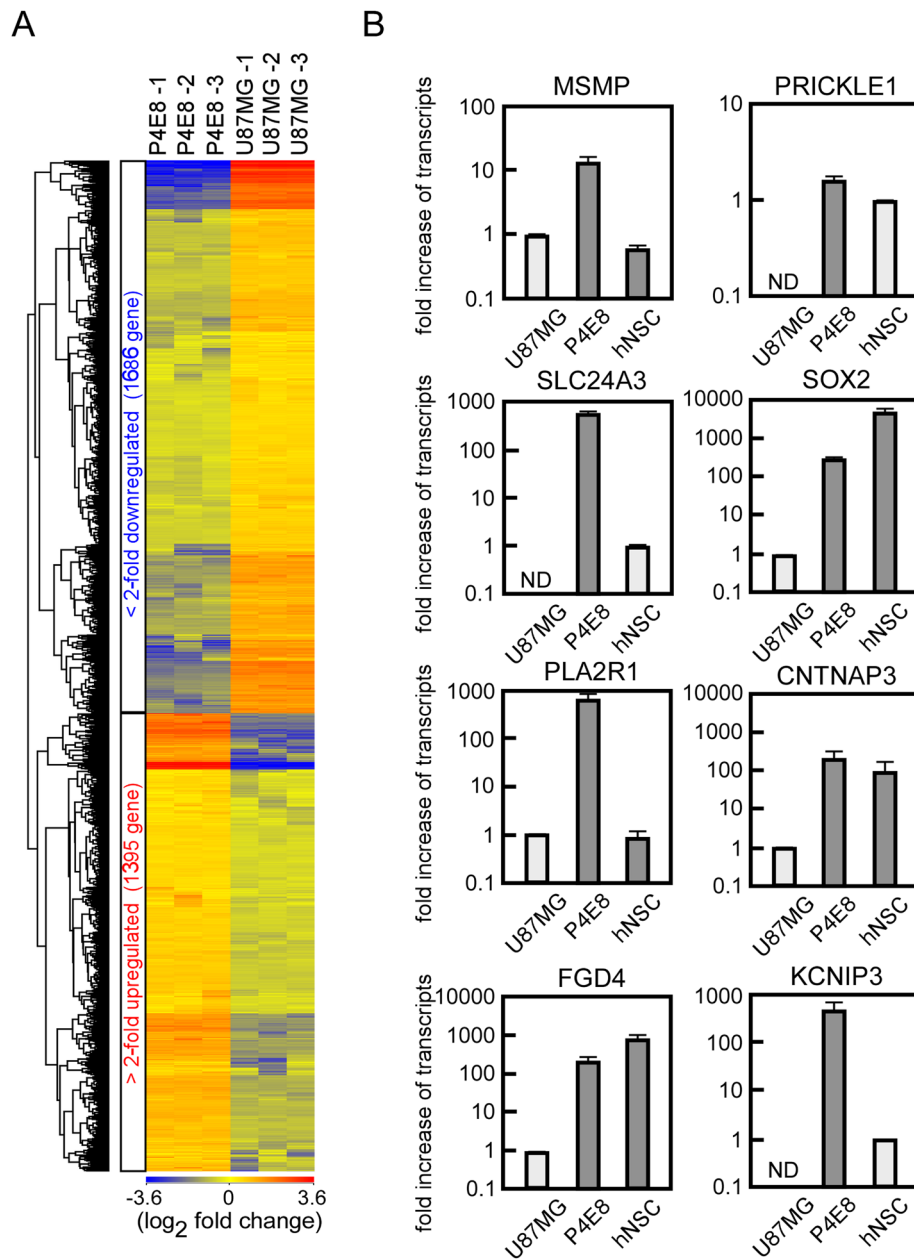 A
P4E8 -1
P4E8 -2
P4E8 -3
U87MG -1
U87MG -2
U87MG -3
< 2-fold downregulated (1686 gene)
> 2-fold upregulated (1395 gene)
-3.6 0 3.6
(log2 fold change)
B
MSMP
fold increase of transcripts
100
10
1
0.1
U87MG
P4E8
hNSC
PRICKLE1
10
1
0.1
ND
U87MG
P4E8
hNSC
SLC24A3
fold increase of transcripts
1000
100
10
1
0.1
ND
U87MG
P4E8
hNSC
SOX2
10000
1000
100
10
1
0.1
U87MG
P4E8
hNSC
PLA2R1
fold increase of transcripts
1000
100
10
1
0.1
U87MG
P4E8
hNSC
CNTNAP3
10000
1000
100
10
1
0.1
U87MG
P4E8
hNSC
FGD4
fold increase of transcripts
10000
1000
100
10
1
0.1
U87MG
P4E8
hNSC
KCNIP3
1000
100
10
1
0.1
ND
U87MG
P4E8
hNSC